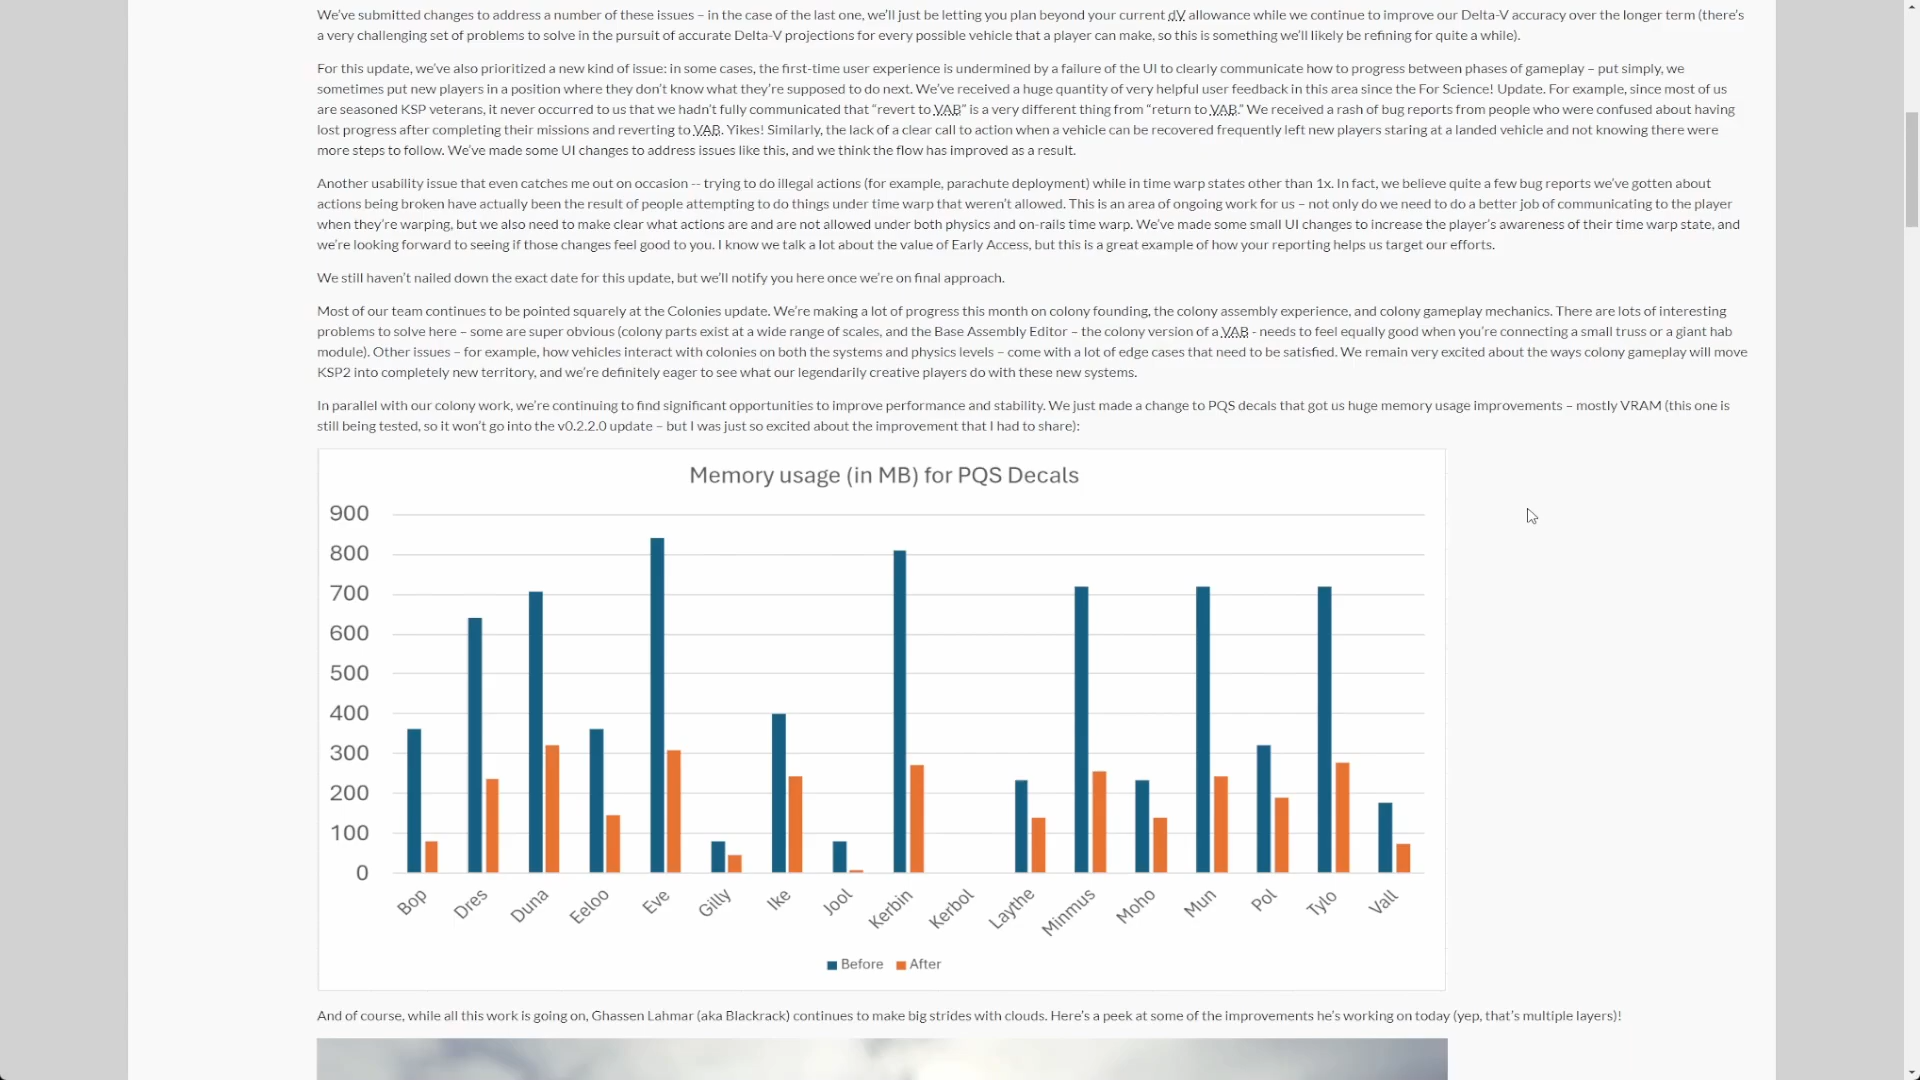 We've submitted changes to address a number of these issues – in the case of the last one, we'll just be letting you plan beyond your current dV allowance while we continue to improve our Delta-V accuracy over the longer term (there's
a very challenging set of problems to solve in the pursuit of accurate Delta-V projections for every possible vehicle that a player can make, so this is something we'll likely be refining for quite a while).
For this update, we've also prioritized a new kind of issue: in some cases, the first-time user experience is undermined by a failure of the UI to clearly communicate how to progress between phases of gameplay – put simply, we
sometimes put new players in a position where they don't know what they're supposed to do next. We've received a huge quantity of very helpful user feedback in this area since the For Science! Update. For example, since most of us
are seasoned KSP veterans, it never occurred to us that we hadn't fully communicated that “revert to VAB” is a very different thing from “return to VAB.” We received a rash of bug reports from people who were confused about having
lost progress after completing their missions and reverting to VAB. Yikes! Similarly, the lack of a clear call to action when a vehicle can be recovered frequently left new players staring at a landed vehicle and not knowing there were
more steps to follow. We've made some UI changes to address issues like this, and we think the flow has improved as a result.
Another usability issue that even catches me out on occasion -- trying to do illegal actions (for example, parachute deployment) while in time warp states other than 1x. In fact, we believe quite a few bug reports we've gotten about
actions being broken have actually been the result of people attempting to do things under time warp that weren't allowed. This is an area of ongoing work for us – not only do we need to do a better job of communicating to the player
when they're warping, but we also need to make clear what actions are and are not allowed under both physics and on-rails time warp. We've made some small UI changes to increase the player's awareness of their time warp state, and
we're looking forward to seeing if those changes feel good to you. I know we talk a lot about the value of Early Access, but this is a great example of how your reporting helps us target our efforts.
We still haven't nailed down the exact date for this update, but we'll notify you here once we're on final approach.
Most of our team continues to be pointed squarely at the Colonies update. We're making a lot of progress this month on colony founding, the colony assembly experience, and colony gameplay mechanics. There are lots of interesting
problems to solve here – some are super obvious (colony parts exist at a wide range of scales, and the Base Assembly Editor – the colony version of a VAB - needs to feel equally good when you're connecting a small truss or a giant hab
module). Other issues – for example, how vehicles interact with colonies on both the systems and physics levels – come with a lot of edge cases that need to be satisfied. We remain very excited about the ways colony gameplay will move
KSP2 into completely new territory, and we're definitely eager to see what our legendarily creative players do with these new systems.
In parallel with our colony work, we're continuing to find significant opportunities to improve performance and stability. We just made a change to PQS decals that got us huge memory usage improvements – mostly VRAM (this one is
still being tested, so it won't go into the v0.2.2.0 update – but I was just so excited about the improvement that I had to share):
Memory usage (in MB) for PQS Decals
900
800
700
600
500
400
300
200
100
0
Bop Dres Duna Eeloo Eve Gilly Ike Jool Kerbin Kerbol Laythe Minmus Moho Mun Pol Tylo Vall
Before After
And of course, while all this work is going on, Ghassen Lahmar (aka Blackrack) continues to make big strides with clouds. Here's a peek at some of the improvements he's working on today (yep, that's multiple layers)!